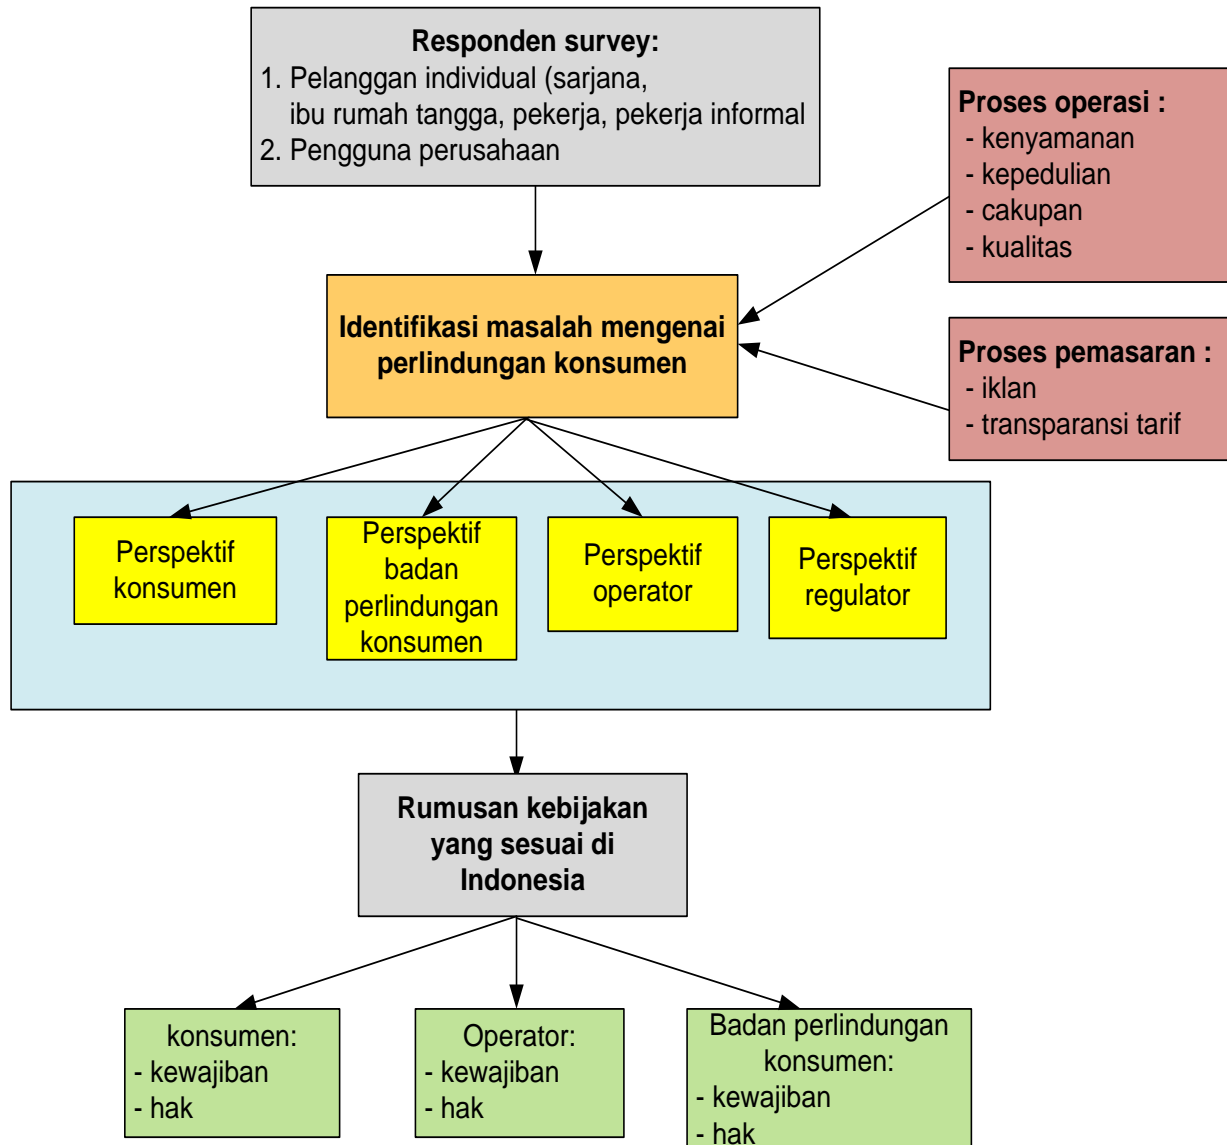 Responden survey:
1. Pelanggan individual (sarjana,
ibu rumah tangga, pekerja, pekerja informal
2. Pengguna perusahaan
Proses operasi :
- kenyamanan
- kepedulian
- cakupan
- kualitas
Identifikasi masalah mengenai
perlindungan konsumen
Proses pemasaran :
- iklan
- transparansi tarif
Perspektif
konsumen
Perspektif
badan
perlindungan
konsumen
Perspektif
operator
Perspektif
regulator
Rumusan kebijakan
yang sesuai di
Indonesia
konsumen:
- kewajiban
- hak
Operator:
- kewajiban
- hak
Badan perlindungan
konsumen:
- kewajiban
- hak